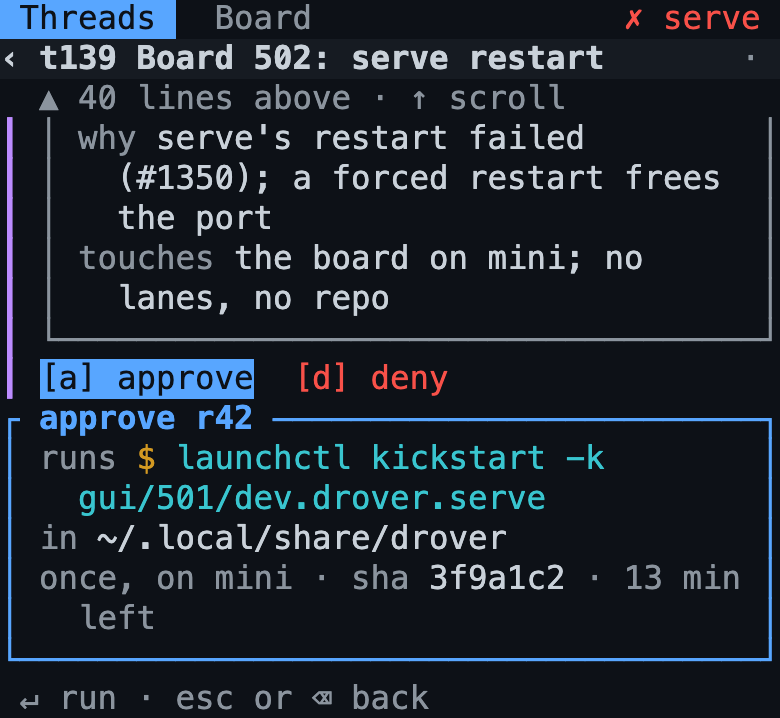 Threads Board ✗ serve
‹ t139 Board 502: serve restart ·
▲ 40 lines above · ↑ scroll
why serve's restart failed
(#1350); a forced restart frees
the port
touches the board on mini; no
lanes, no repo
[a] approve [d] deny
approve r42
runs $ launchctl kickstart -k
gui/501/dev.drover.serve
in ~/.local/share/drover
once, on mini · sha 3f9a1c2 · 13 min
left
↵ run · esc or ⌫ back